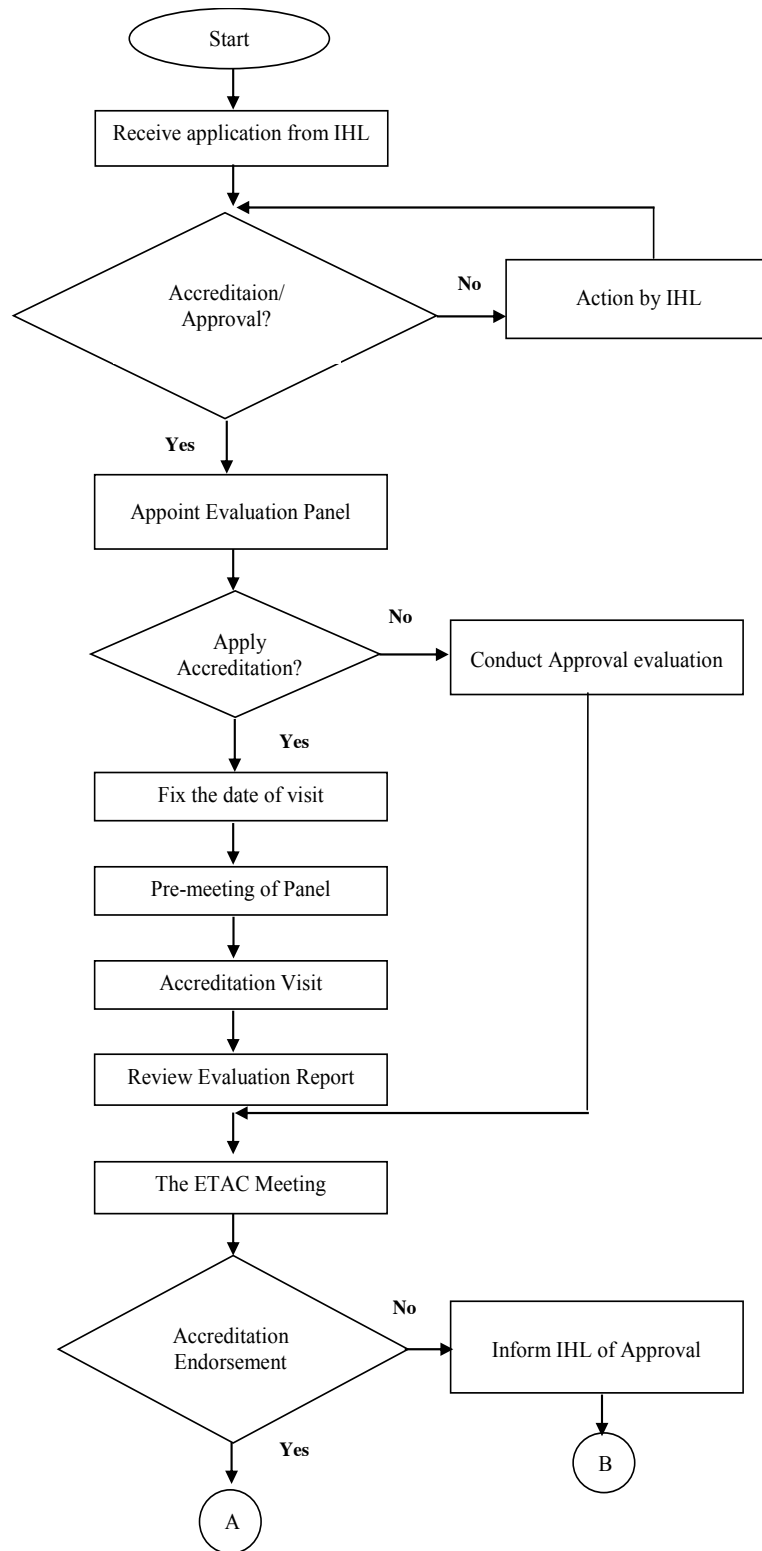 Start
Receive application from IHL
Accreditaion/
Approval?
No
Action by IHL
Yes
Appoint Evaluation Panel
Apply
Accreditation?
No
Conduct Approval evaluation
Yes
Fix the date of visit
Pre-meeting of Panel
Accreditation Visit
Review Evaluation Report
The ETAC Meeting
Accreditation
Endorsement
No
Inform IHL of Approval
Yes
B
A